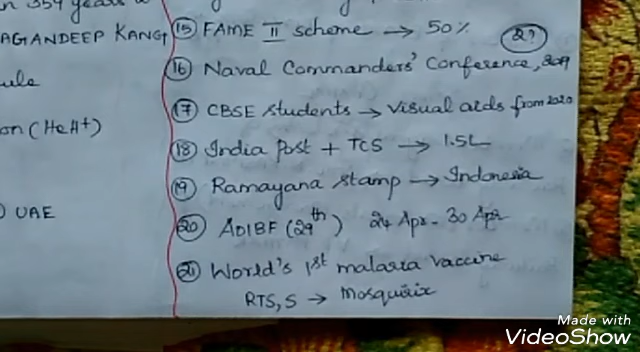 n 354 years
AGANDEEP KANG
ule
on (HeH+)
UAE
15 FAME II scheme → 50%
2?
16 Naval Commanders' Conference, 2019
17 CBSE students → Visual aids from 2020
18 India Post + TCS → 1.5L
19 Ramayana stamp → Indonesia
20 ADIBF (29th) 24 Apr - 30 Apr
21 World's 1st malaria vaccine
RTS,S → Mosquirix
Made with
VideoShow